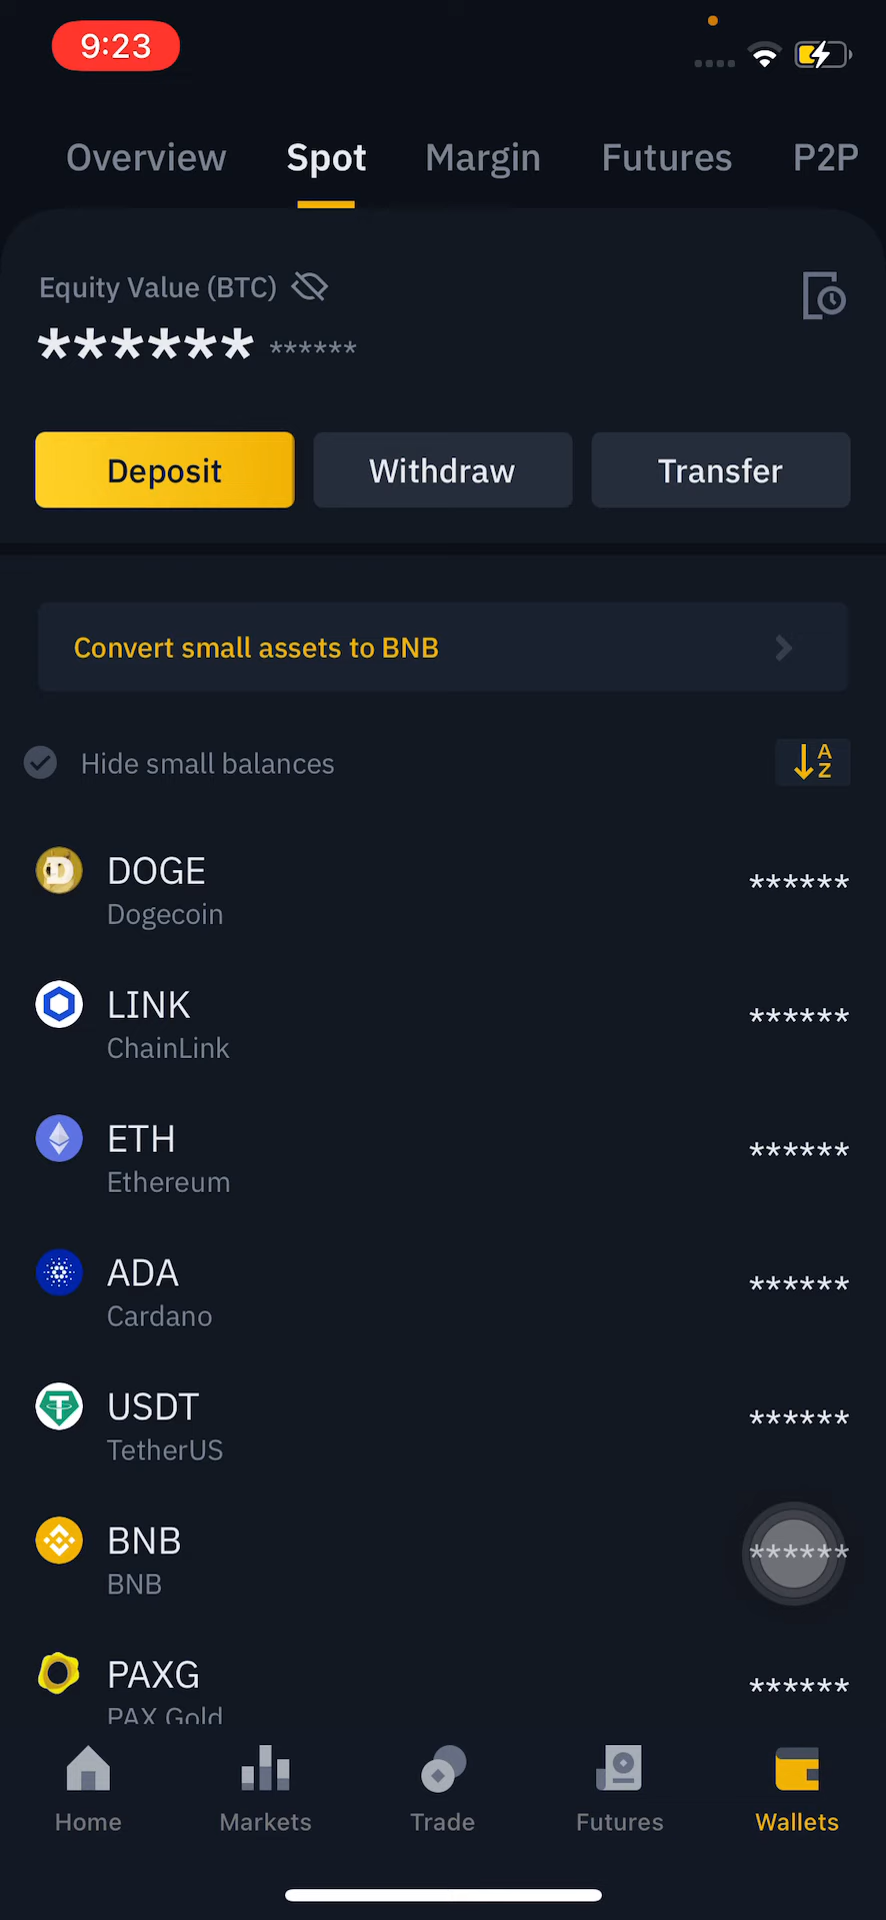 9:23
Overview Spot Margin Futures P2P
Equity Value (BTC)
****** ******
Deposit Withdraw Transfer
Convert small assets to BNB
Hide small balances
A
Z
DOGE
******
Dogecoin
LINK
******
ChainLink
ETH
******
Ethereum
ADA
******
Cardano
USDT
******
TetherUS
BNB
******
BNB
PAXG
******
PAX Gold
Home Markets Trade Futures Wallets